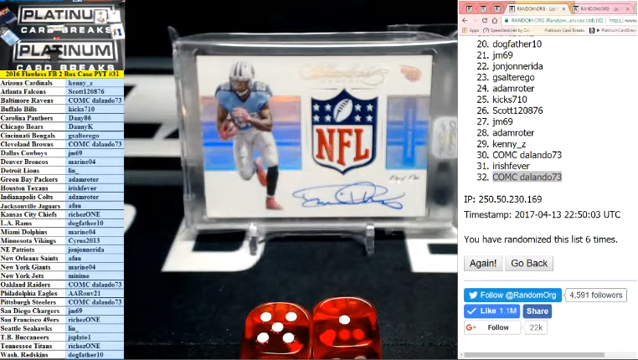 PLATINUM
CARD BREAKS
PLATINUM
CARD BREAKS
2016 Flawless FB 2 Box Case PYT #31
Arizona Cardinals kenny_z
Atlanta Falcons Scott120876
Baltimore Ravens COMC dalando73
Buffalo Bills kicks710
Carolina Panthers Dany86
Chicago Bears DannyK
Cincinnati Bengals gsalterego
Cleveland Browns COMC dalando73
Dallas Cowboys jm69
Denver Broncos marino04
Detroit Lions lin_
Green Bay Packers adamroter
Houston Texans irishfever
Indianapolis Colts adamroter
Jacksonville Jaguars afnu
Kansas City Chiefs richezONE
L.A. Rams dogfather10
Miami Dolphins marino04
Minnesota Vikings Cyrus2013
NE Patriots jonjonnerida
New Orleans Saints afnu
New York Giants marino04
New York Jets
Oakland Raiders COMC dalando73
Philadelphia Eagles AARonv21
Pittsburgh Steelers COMC dalando73
San Diego Chargers jm69
San Francisco 49ers richezONE
Seattle Seahawks lin_
T.B. Buccaneers jsplate1
Tennessee Titans richezONE
Wash. Redskins dogfather10
Flawless
NFL
RANDOM.ORG
20. dogfather10
21. jm69
22. jonjonnerida
23. gsalterego
24. adamroter
25. kicks710
26. Scott120876
27. jm69
28. adamroter
29. kenny_z
30. COMC dalando73
31. irishfever
32. COMC dalando73
IP: 250.50.230.169
Timestamp: 2017-04-13 22:50:03 UTC
You have randomized this list 6 times.
Again! Go Back
Follow @RandomOrg 4,591 followers
Like 1.1M Share
G+ Follow 22k